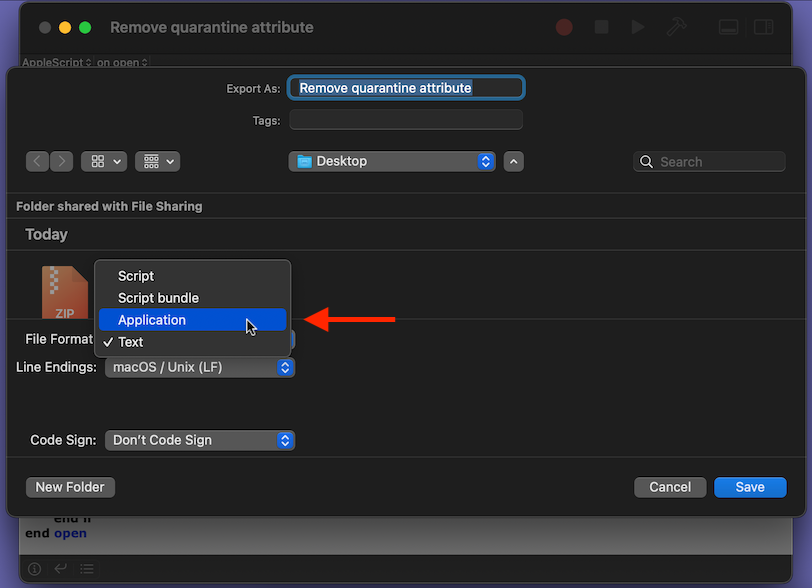 Remove quarantine attribute
AppleScript on open
Export As: Remove quarantine attribute
Tags:
Desktop
Search
Folder shared with File Sharing
Today
ZIP
Script
Script bundle
Application
File Format
✓ Text
Line Endings: macOS / Unix (LF)
Code Sign: Don't Code Sign
New Folder
Cancel
Save
end if
end open